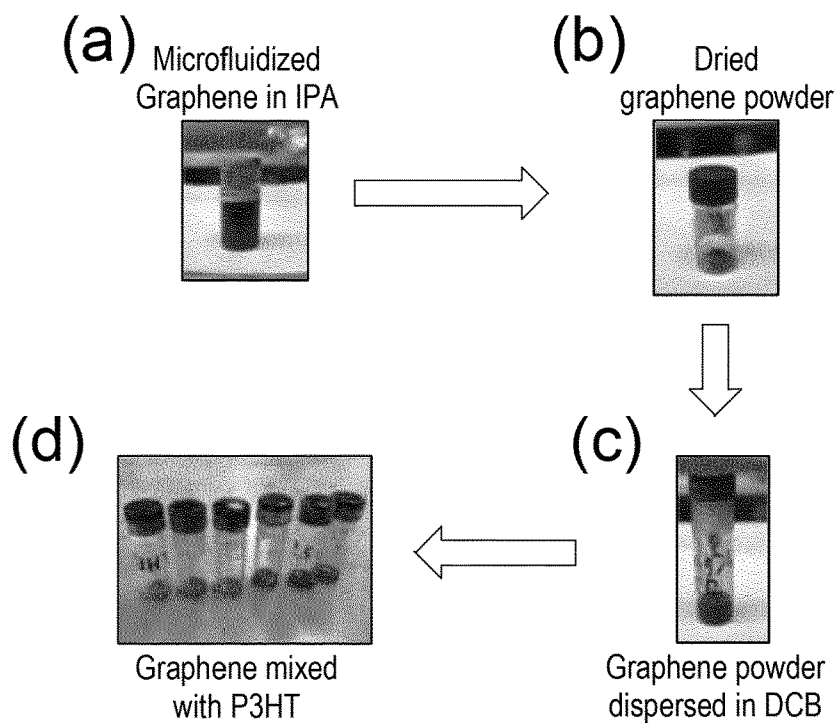 (a)
Microfluidized
Graphene in IPA
(b)
Dried
graphene powder
(d)
(c)
Graphene mixed
with P3HT
Graphene powder
dispersed in DCB